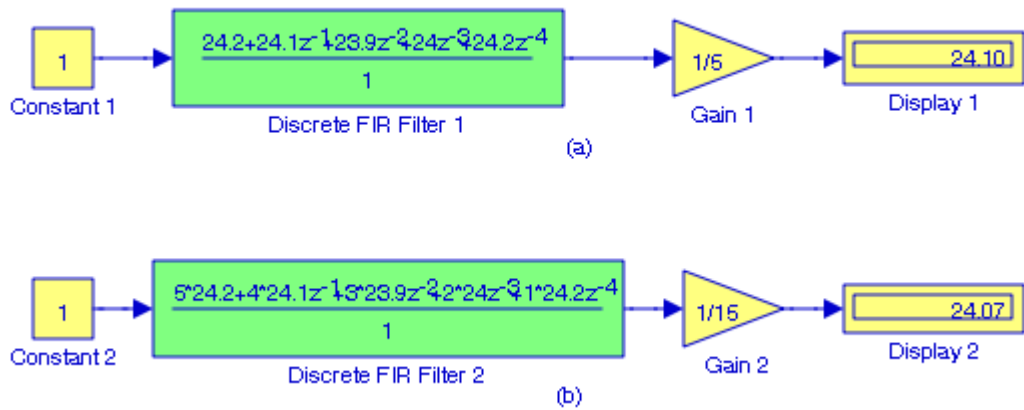 24.2+24.1z-1+23.9z-2+24z-3+24.2z-4
1
1
1/5
24.10
Constant 1
Discrete FIR Filter 1
Gain 1
Display 1
(a)
5*24.2+4*24.1z-1+3*23.9z-2+2*24z-3+1*24.2z-4
1
1
1/15
24.07
Constant 2
Discrete FIR Filter 2
Gain 2
Display 2
(b)